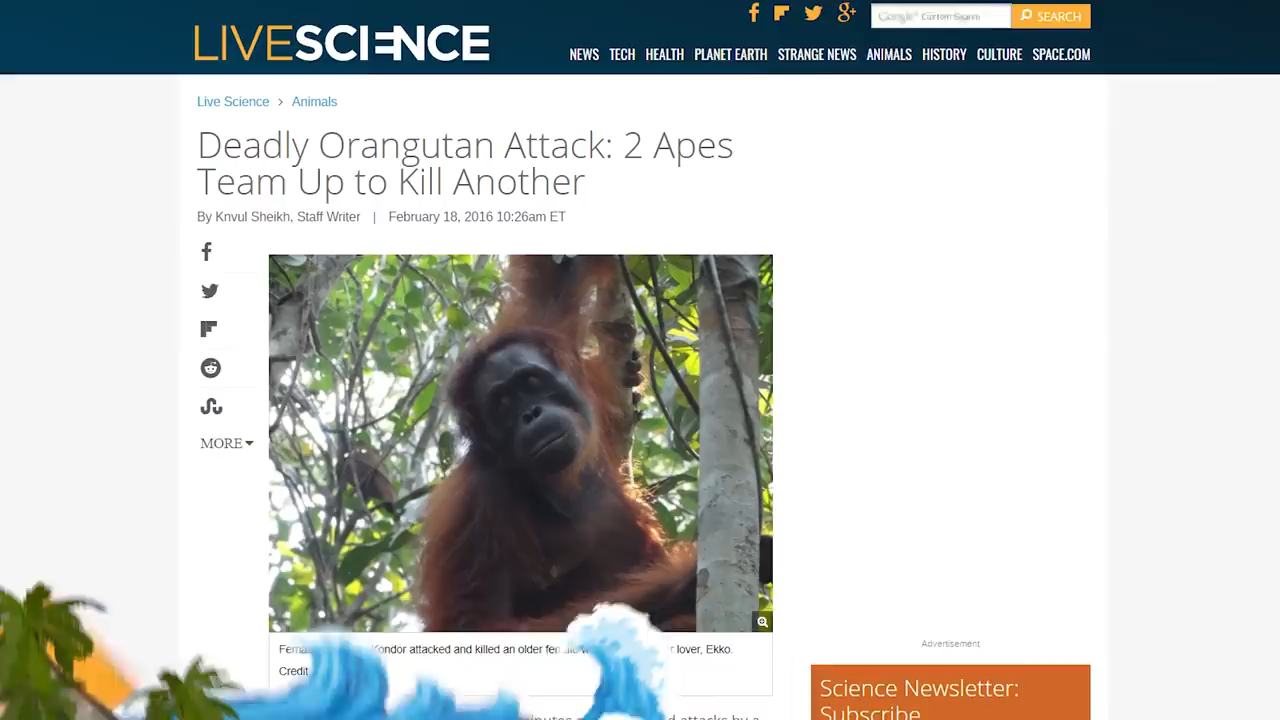 LIVESCIENCE
SEARCH
NEWS TECH HEALTH PLANET EARTH STRANGE NEWS ANIMALS HISTORY CULTURE SPACE.COM
Live Science > Animals
Deadly Orangutan Attack: 2 Apes
Team Up to Kill Another
By Knvul Sheikh, Staff Writer | February 18, 2016 10:26am ET
MORE
Kondor attacked and killed an older lover, Ekko.
Credit
Advertisement
Science Newsletter:
Subscribe